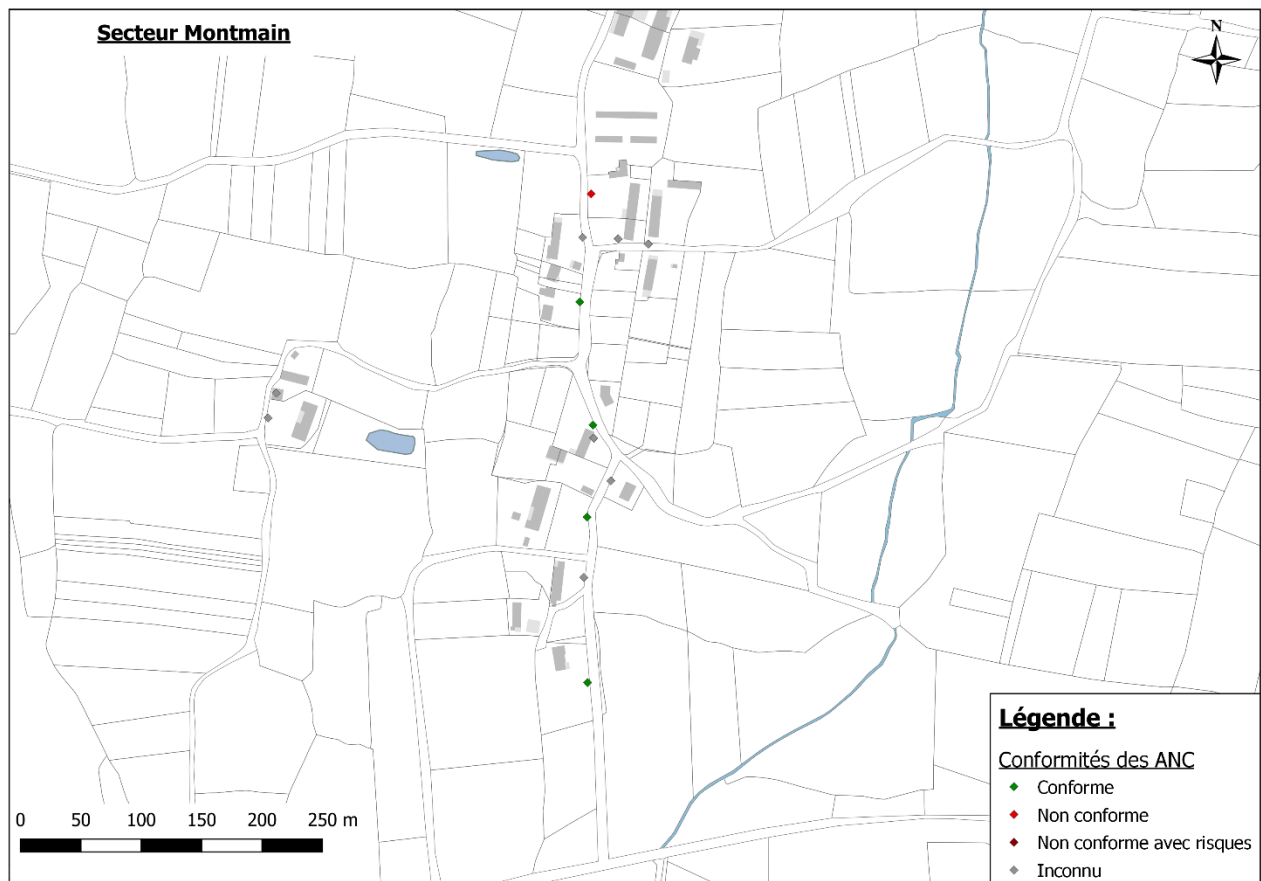 Secteur Montmain
N
Légende :
Conformités des ANC
Conforme
Non conforme
Non conforme avec risques
Inconnu
0 50 100 150 200 250 m